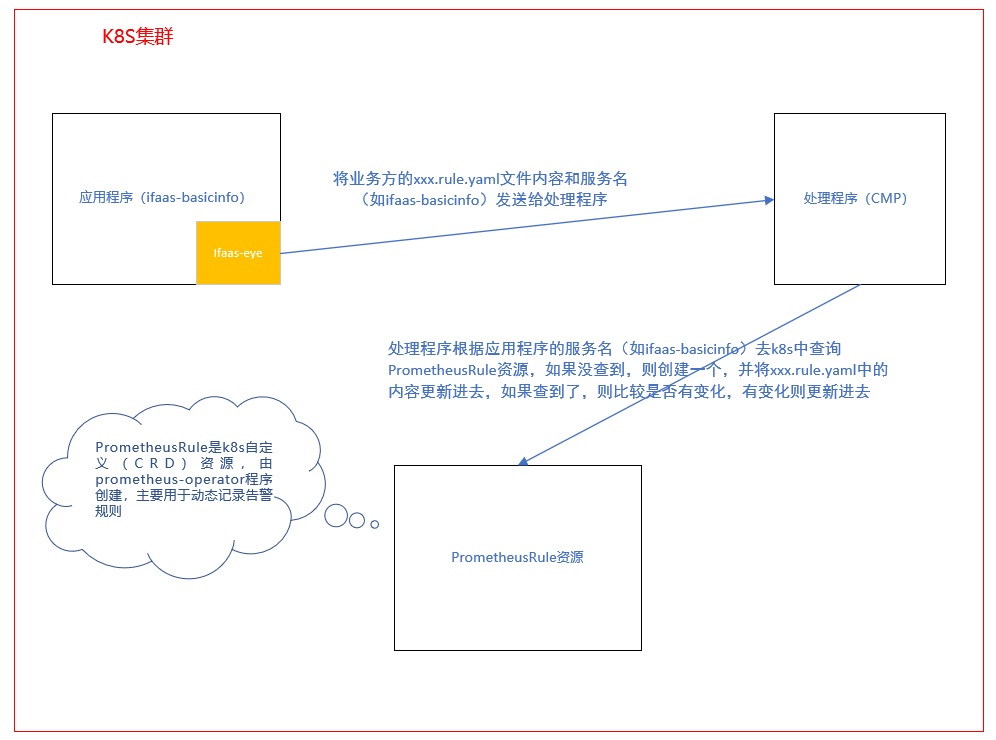 K8S集群
应用程序（ifaas-basicinfo）
Ifaas-eye
将业务方的xxx.rule.yaml文件内容和服务名
（如ifaas-basicinfo）发送给处理程序
处理程序（CMP）
处理程序根据应用程序的服务名（如ifaas-basicinfo）去k8s中查询
PrometheusRule资源，如果没查到，则创建一个，并将xxx.rule.yaml中的
内容更新进去，如果查到了，则比较是否有变化，有变化则更新进去
PrometheusRule是k8s自定
义（CRD）资源，由
prometheus-operator程序
创建，主要用于动态记录告警
规则
PrometheusRule资源